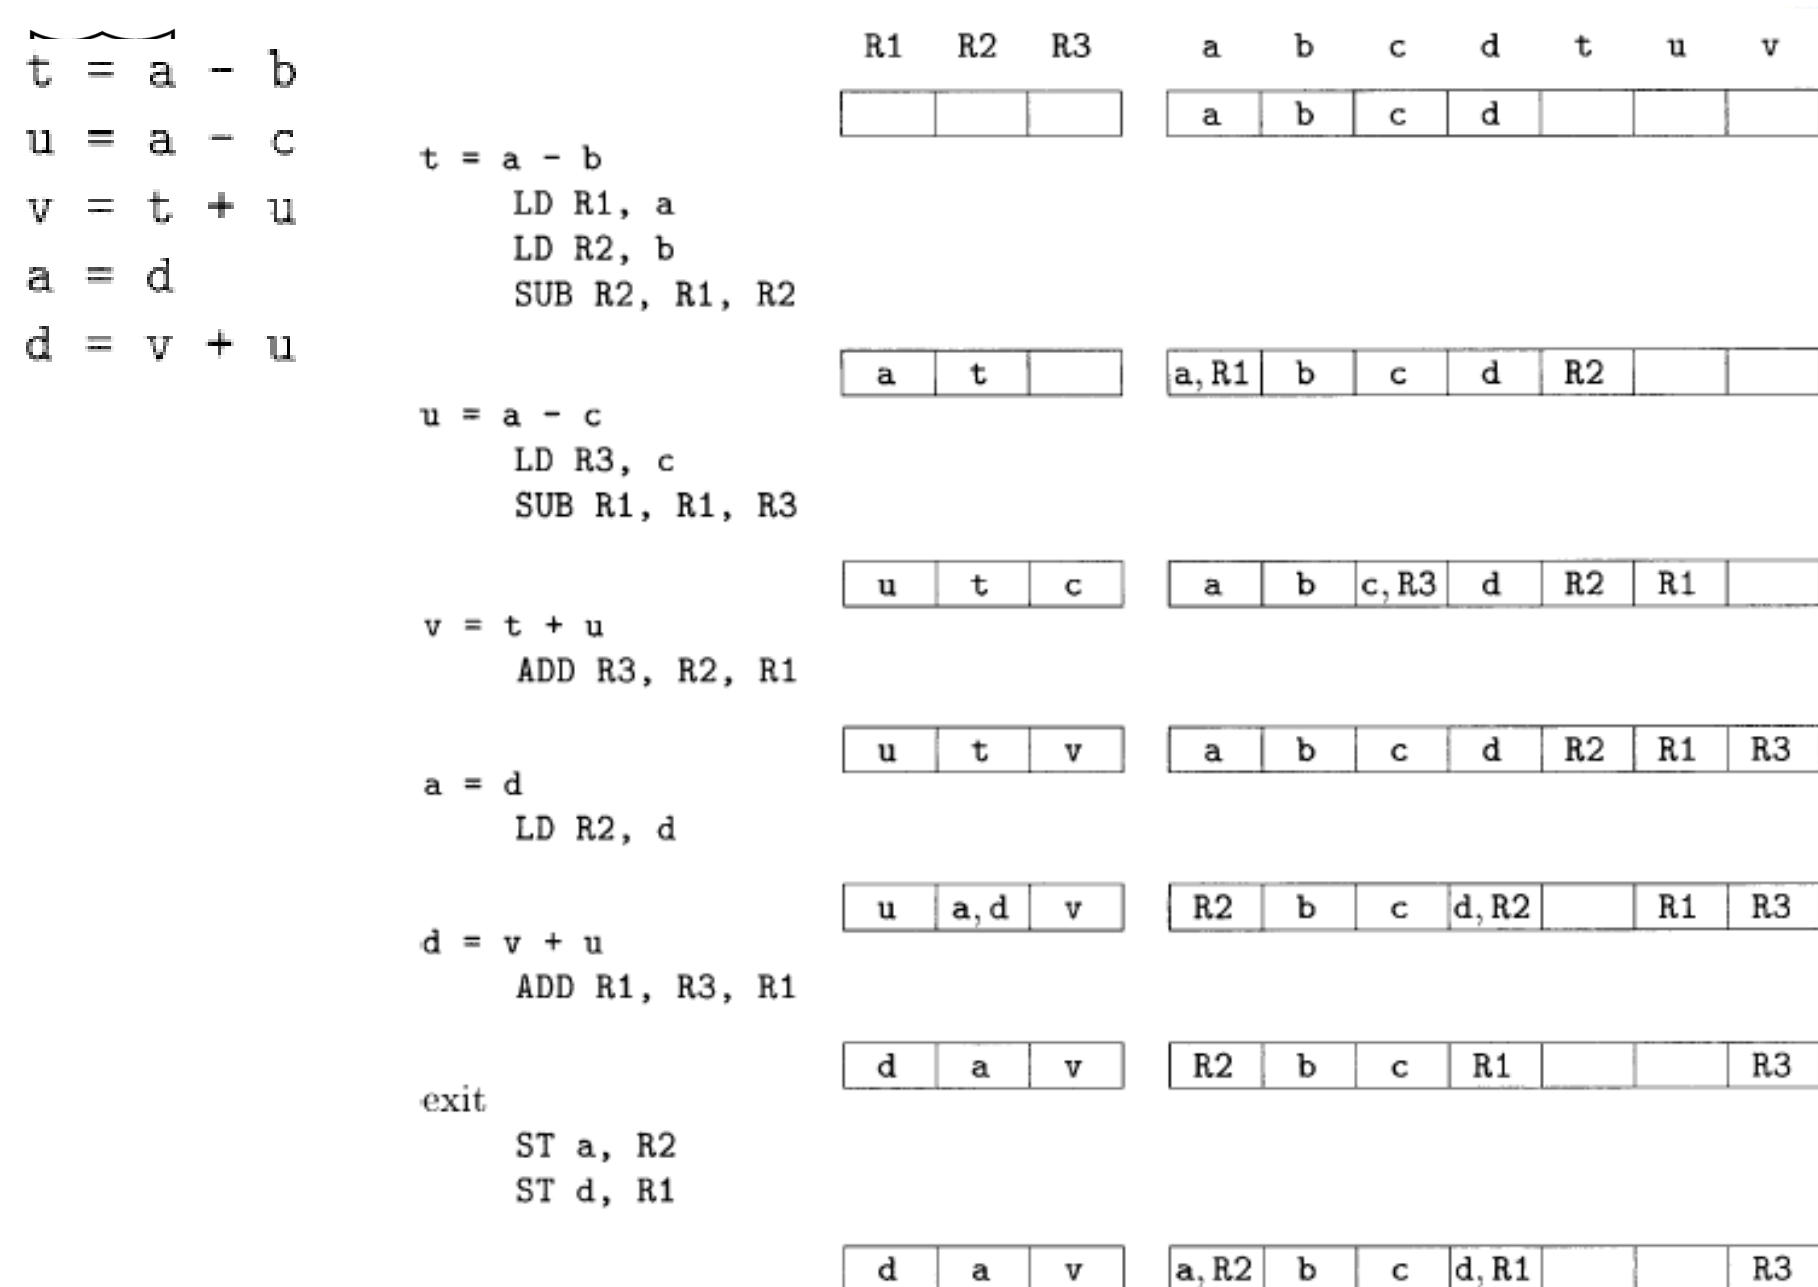 t = a - b
u = a - c
v = t + u
a = d
d = v + u
R1 R2 R3 a b c d t u v
a b c d
t = a - b
LD R1, a
LD R2, b
SUB R2, R1, R2
a t a,R1 b c d R2
u = a - c
LD R3, c
SUB R1, R1, R3
u t c a b c,R3 d R2 R1
v = t + u
ADD R3, R2, R1
u t v a b c d R2 R1 R3
a = d
LD R2, d
u a,d v R2 b c d,R2 R1 R3
d = v + u
ADD R1, R3, R1
d a v R2 b c R1 R3
exit
ST a, R2
ST d, R1
d a v a,R2 b c d,R1 R3